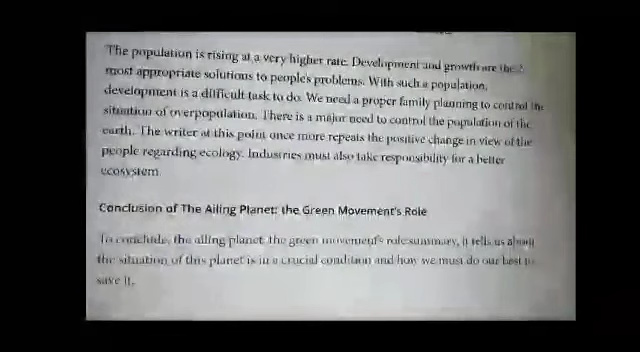 The population is rising at a very higher rate. Development and growth are the 2
most appropriate solutions to people's problems. With such a population,
development is a difficult task to do. We need a proper family planning to control the
situation of overpopulation. There is a major need to control the population of the
earth. The writer at this point once more repeats the positive change in view of the
people regarding ecology. Industries must also take responsibility for a better
ecosystem.
Conclusion of The Ailing Planet: the Green Movement's Role
To conclude, the ailing planet the green movement's role summary, it tells us about
the situation of this planet is in a crucial condition and how we must do our best to
save it.